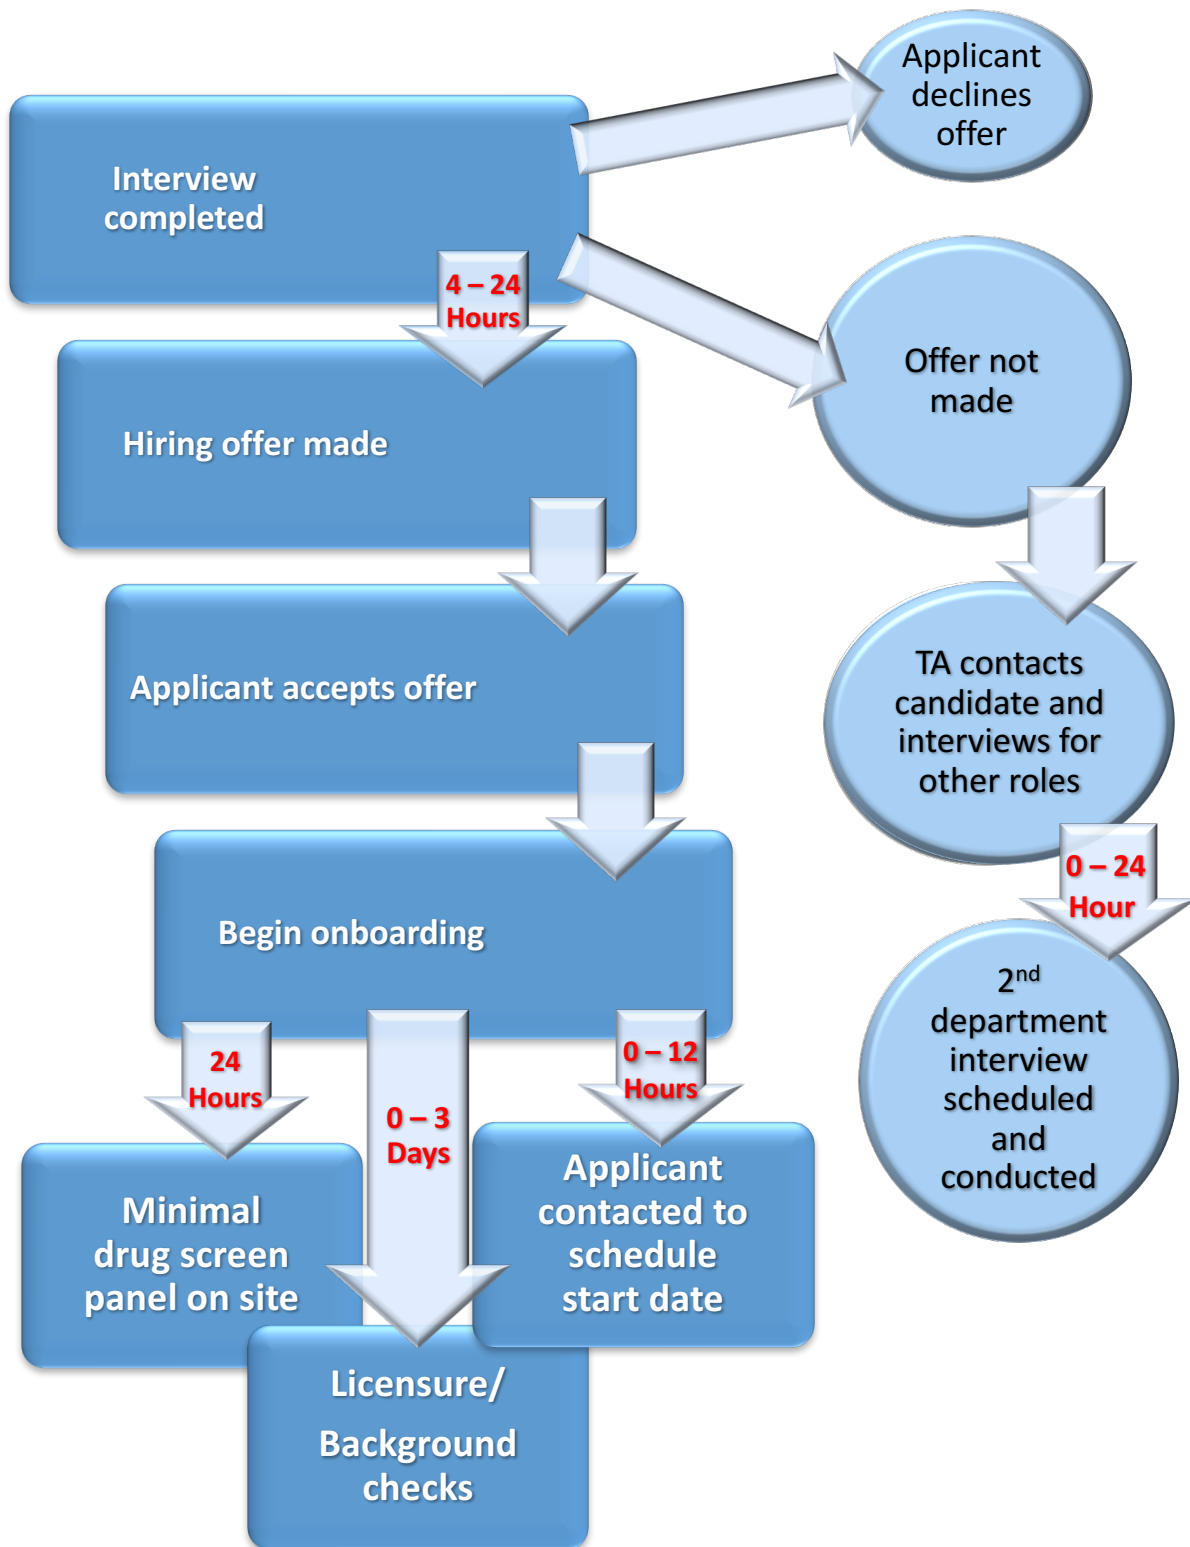 Applicant
declines
offer
Interview
completed
4 – 24
Hours
Offer not
made
Hiring offer made
Applicant accepts offer
TA contacts
candidate and
interviews for
other roles
0 – 24
Hour
Begin onboarding
2nd
department
interview
scheduled
and
conducted
24
Hours
0 – 3
Days
0 – 12
Hours
Minimal
drug screen
panel on site
Applicant
contacted to
schedule
start date
Licensure/
Background
checks